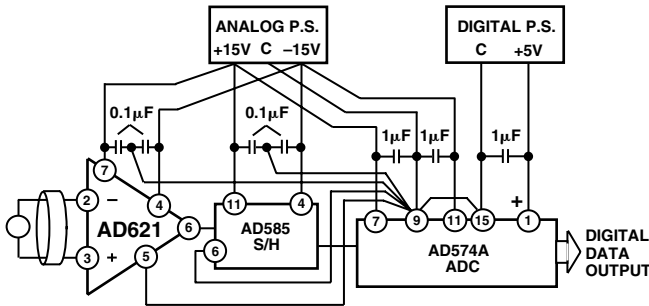 ANALOG P.S.
+15V C –15V
DIGITAL P.S.
C +5V
0.1µF
0.1µF
1µF 1µF
1µF
7
2
–
4
AD621
6
3
+
5
11
4
AD585
S/H
6
7
9
11
15
+
1
AD574A
ADC
DIGITAL
DATA
OUTPUT